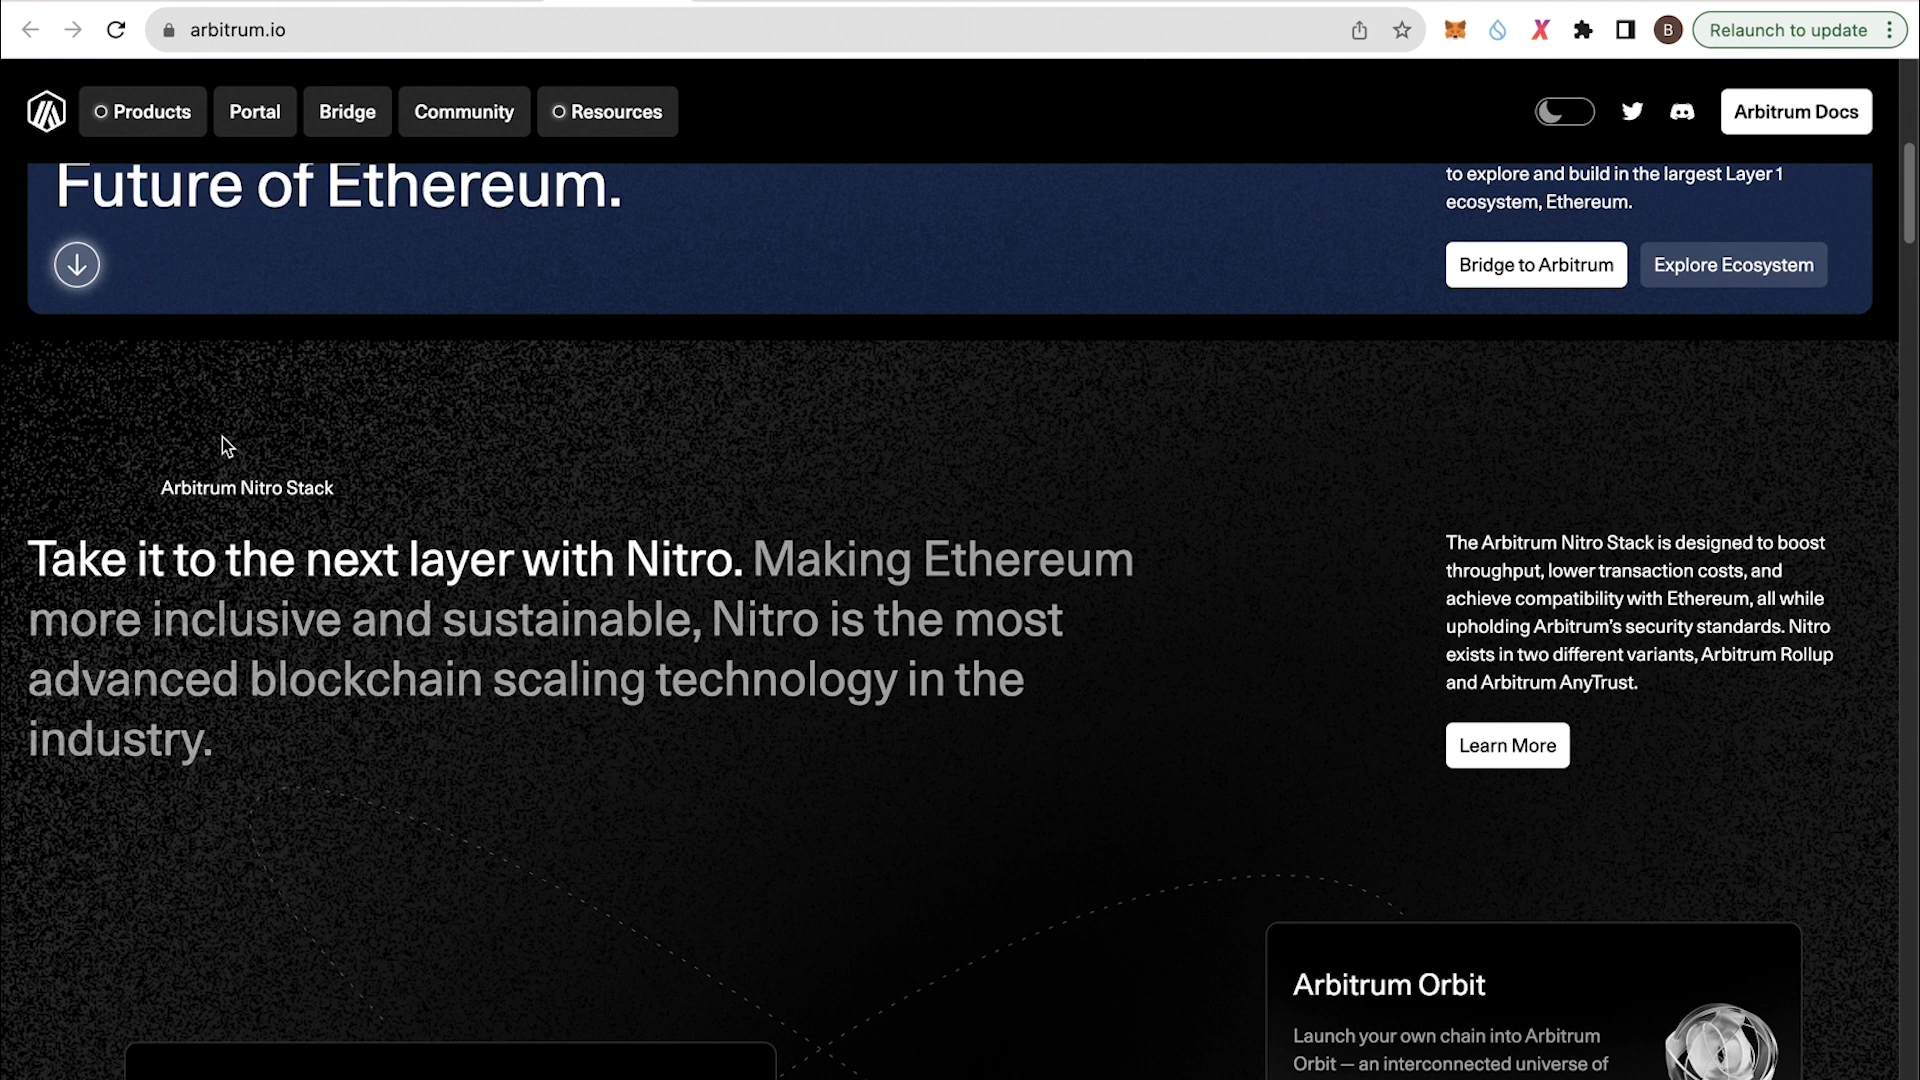 arbitrum.io
B
Relaunch to update
Products
Portal
Bridge
Community
Resources
Arbitrum Docs
Future of Ethereum.
to explore and build in the largest Layer 1
ecosystem, Ethereum.
Bridge to Arbitrum
Explore Ecosystem
Arbitrum Nitro Stack
Take it to the next layer with Nitro. Making Ethereum
more inclusive and sustainable, Nitro is the most
advanced blockchain scaling technology in the
industry.
The Arbitrum Nitro Stack is designed to boost
throughput, lower transaction costs, and
achieve compatibility with Ethereum, all while
upholding Arbitrum's security standards. Nitro
exists in two different variants, Arbitrum Rollup
and Arbitrum AnyTrust.
Learn More
Arbitrum Orbit
Launch your own chain into Arbitrum
Orbit — an interconnected universe of